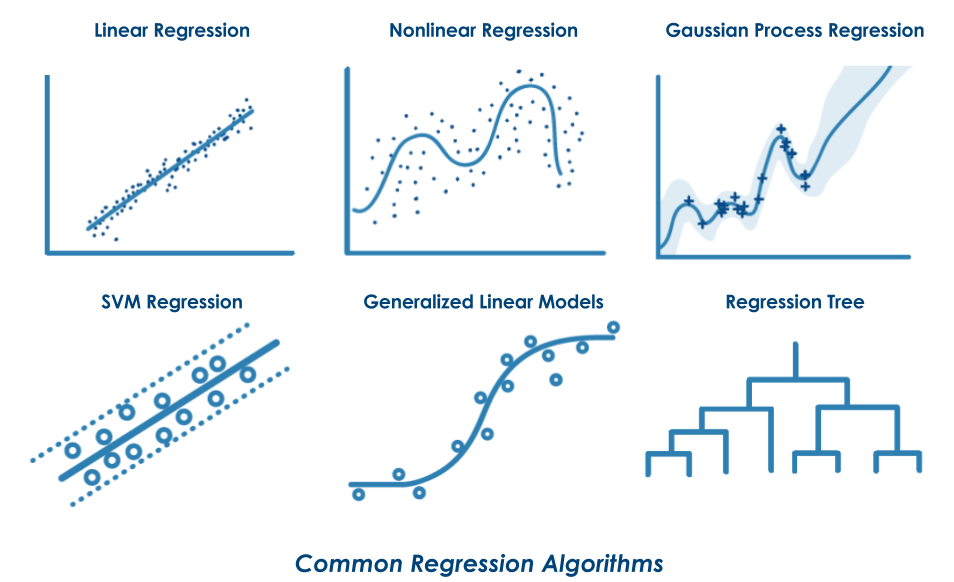 Linear Regression
Nonlinear Regression
Gaussian Process Regression
SVM Regression
Generalized Linear Models
Regression Tree
Common Regression Algorithms